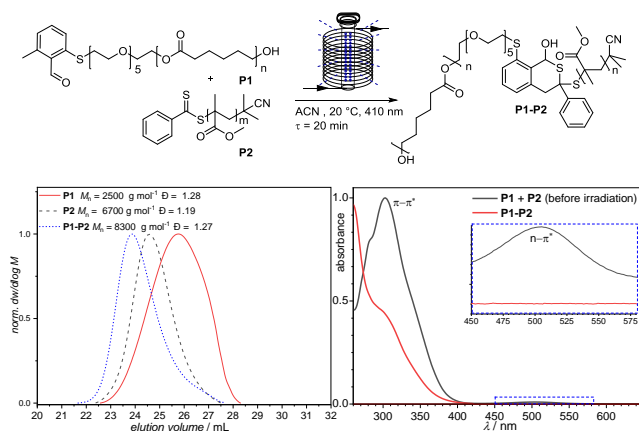 S O O 5 O O n OH
O P1
+
S CN
S m
O O P2
ACN , 20 °C, 410 nm
τ = 20 min
O O 5 S HO O O CN
O n S S n
O P1-P2
OH
P1 Mn = 2500 g mol-1 Đ = 1.28
P2 Mn = 6700 g mol-1 Đ = 1.19
P1-P2 Mn = 8300 g mol-1 Đ = 1.27
norm. dw/dlog M
1.0
0.5
0.0
20 21 22 23 24 25 26 27 28 29 30 31 32
elution volume / mL
absorbance
1.0
0.5
0.0
π−π*
P1 + P2 (before irradiation)
P1-P2
n−π*
450 475 500 525 550 575
300 350 400 450 500 550 600
λ / nm